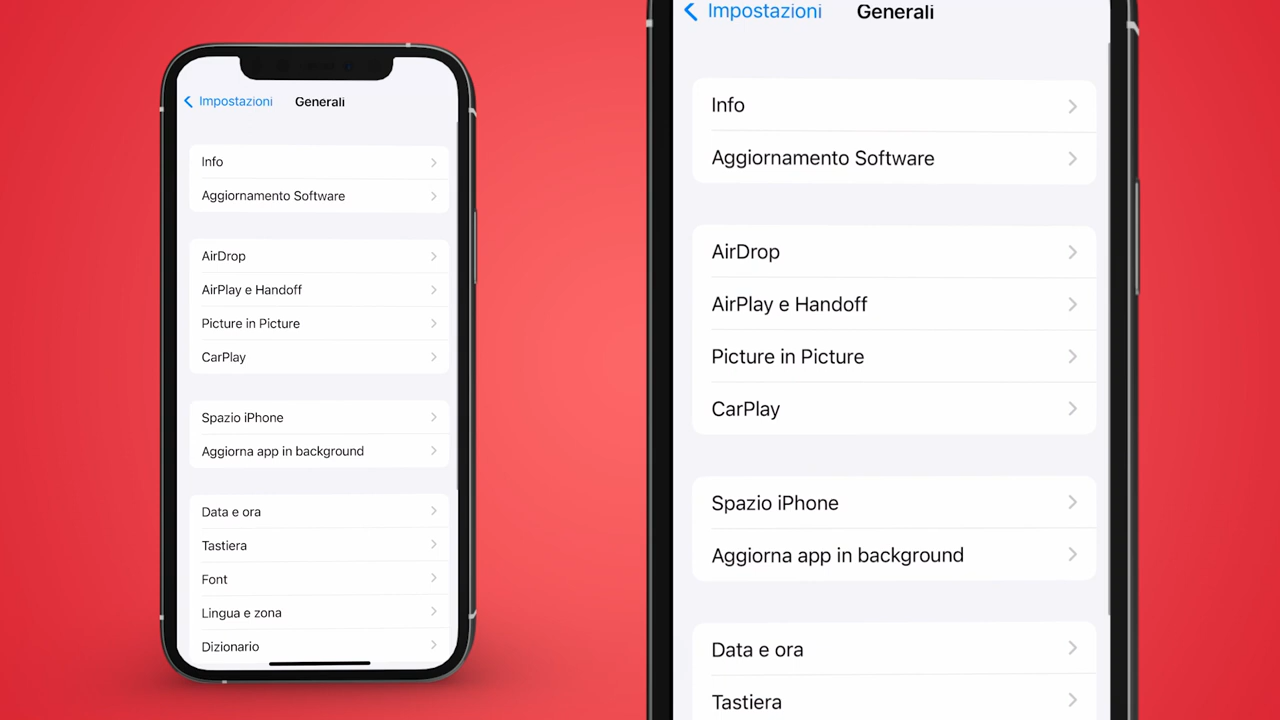 Impostazioni
Generali
Info
Aggiornamento Software
AirDrop
AirPlay e Handoff
Picture in Picture
CarPlay
Spazio iPhone
Aggiorna app in background
Data e ora
Tastiera
Font
Lingua e zona
Dizionario
Impostazioni
Generali
Info
Aggiornamento Software
AirDrop
AirPlay e Handoff
Picture in Picture
CarPlay
Spazio iPhone
Aggiorna app in background
Data e ora
Tastiera